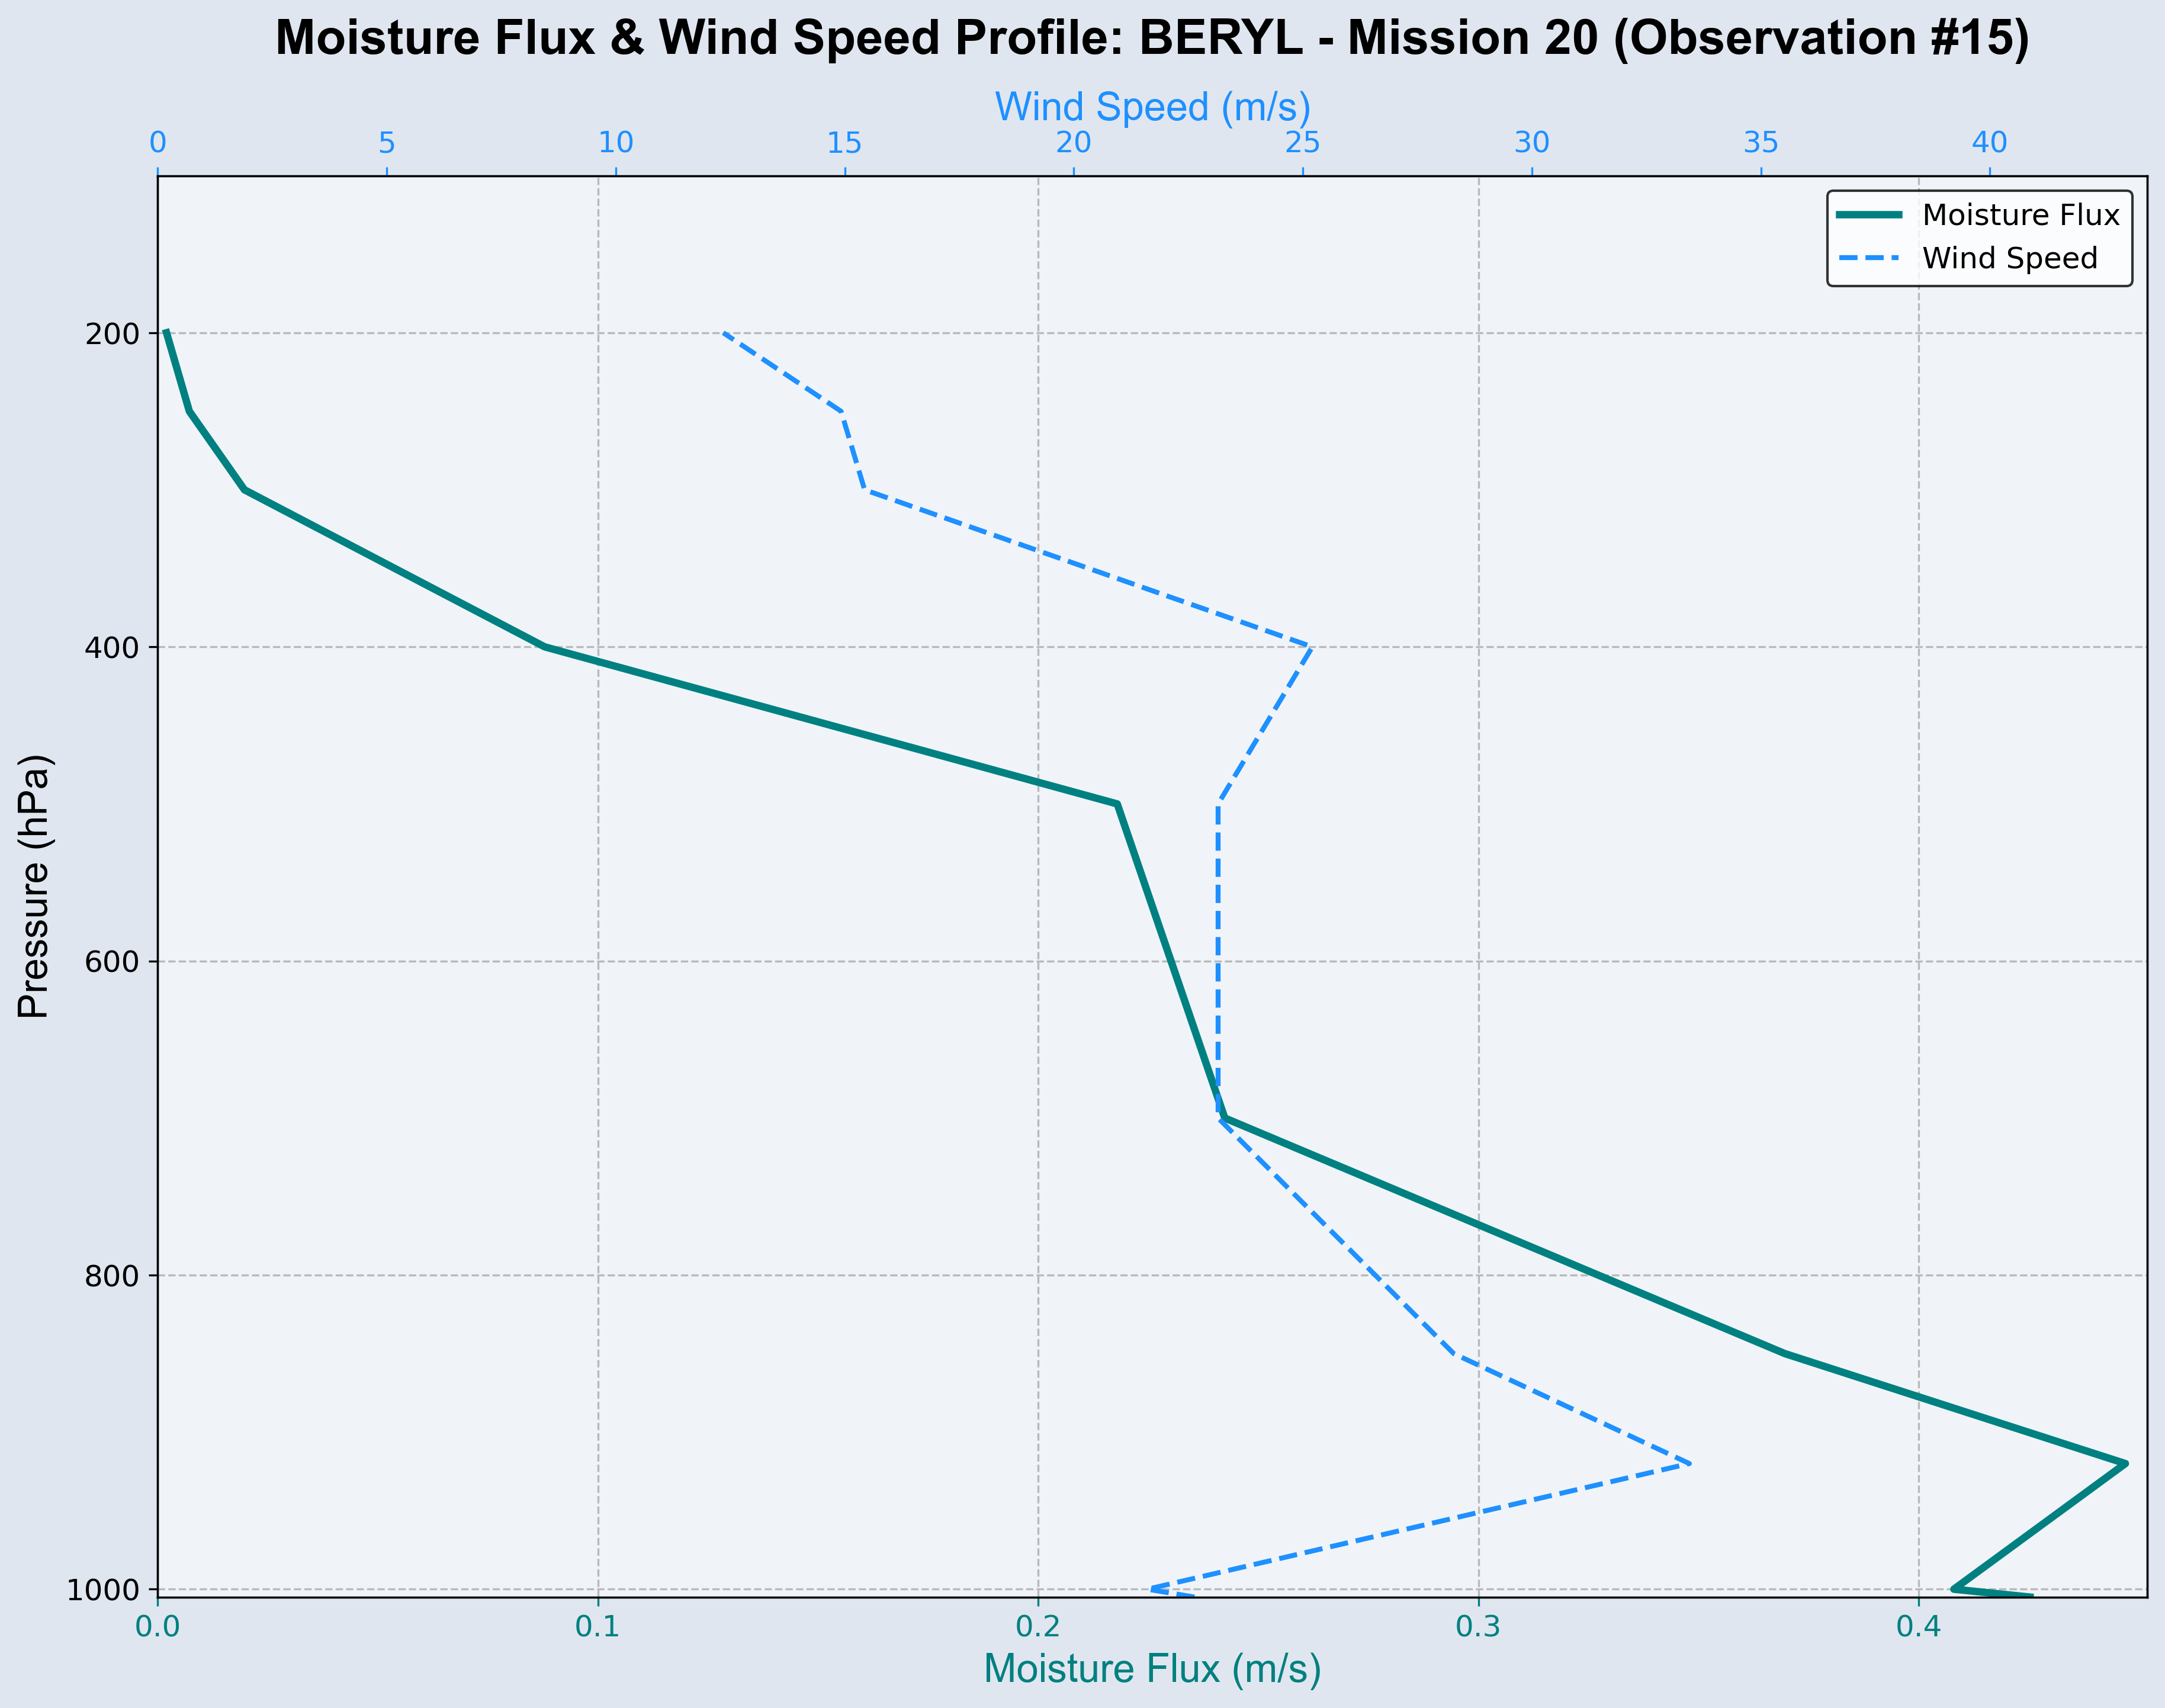 Moisture Flux & Wind Speed Profile: BERYL - Mission 20 (Observation #15)
Wind Speed (m/s)
0 5 10 15 20 25 30 35 40
Moisture Flux
Wind Speed
200
400
600
800
1000
Pressure (hPa)
0.0 0.1 0.2 0.3 0.4
Moisture Flux (m/s)